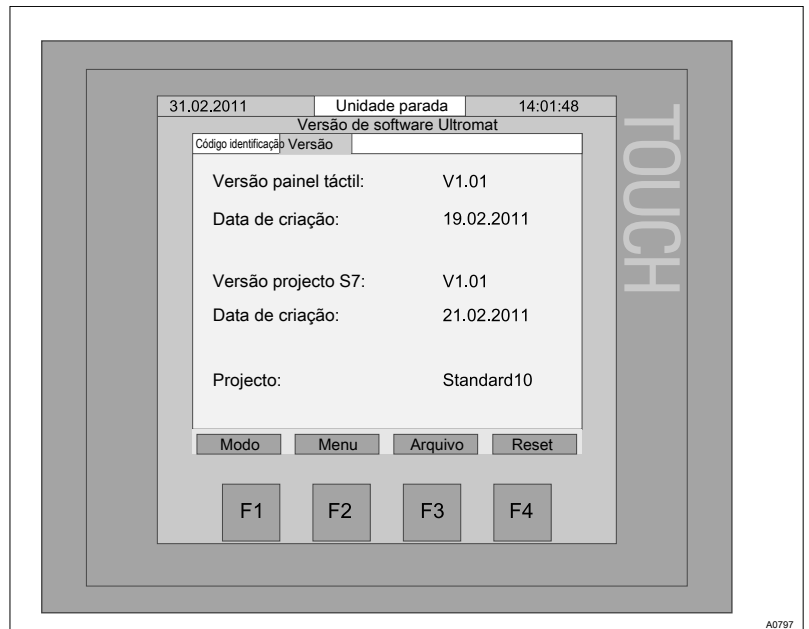 31.02.2011 Unidade parada 14:01:48
Versão de software Ultromat
Código identificação Versão
Versão painel táctil: V1.01
Data de criação: 19.02.2011
Versão projecto S7: V1.01
Data de criação: 21.02.2011
Projecto: Standard10
Modo Menu Arquivo Reset
F1 F2 F3 F4
TOUCH
A0797